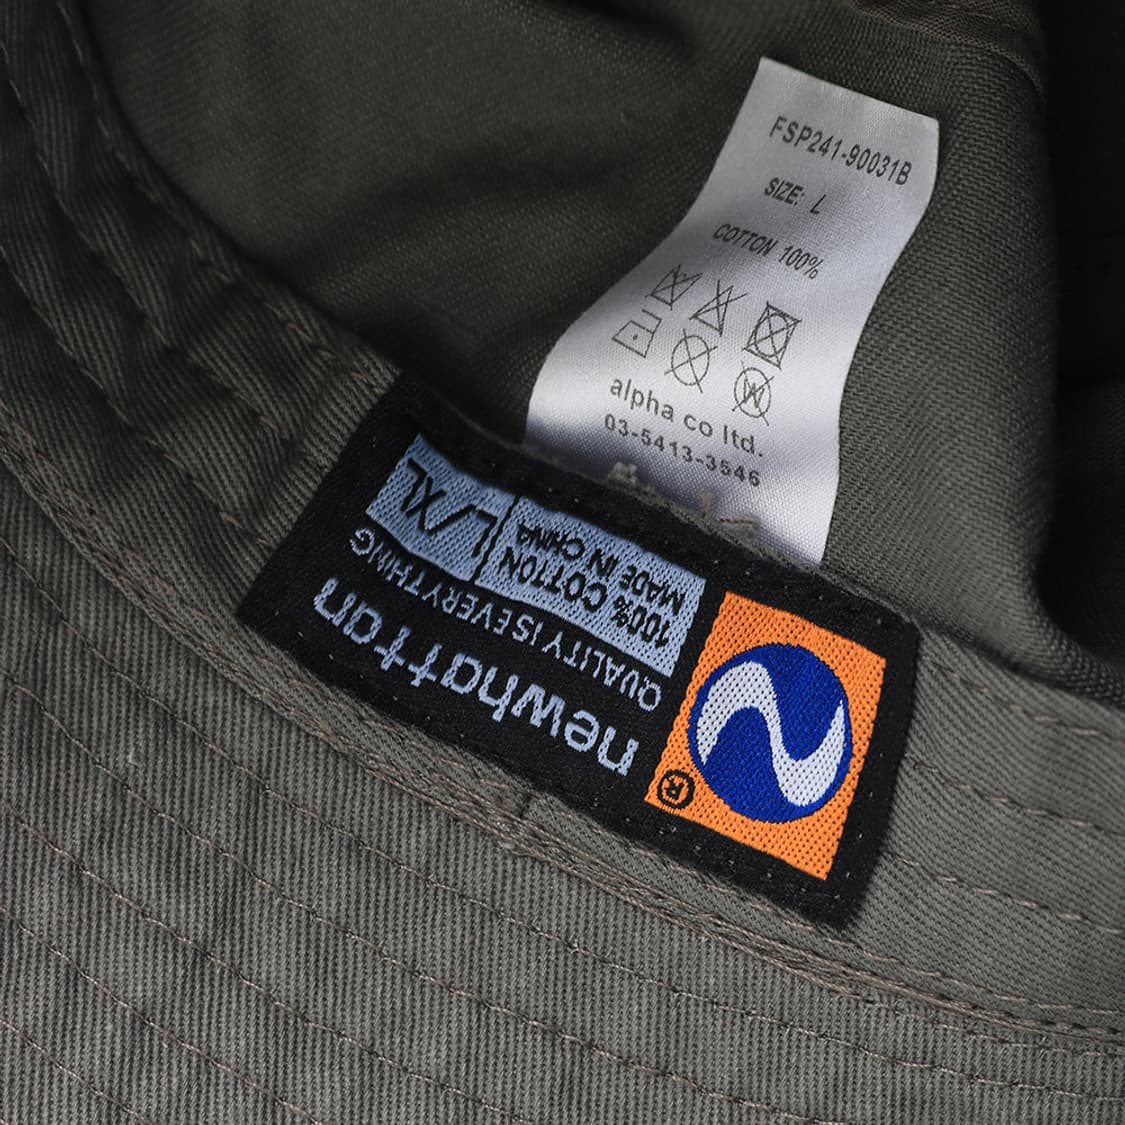 FSP241-90031B
SIZE: L
COTTON 100%
W
alpha co ltd.
03-5413-3546
newhattan
QUALITY IS EVERYTHING
100% COTTON
MADE IN CHINA
L/XL
®